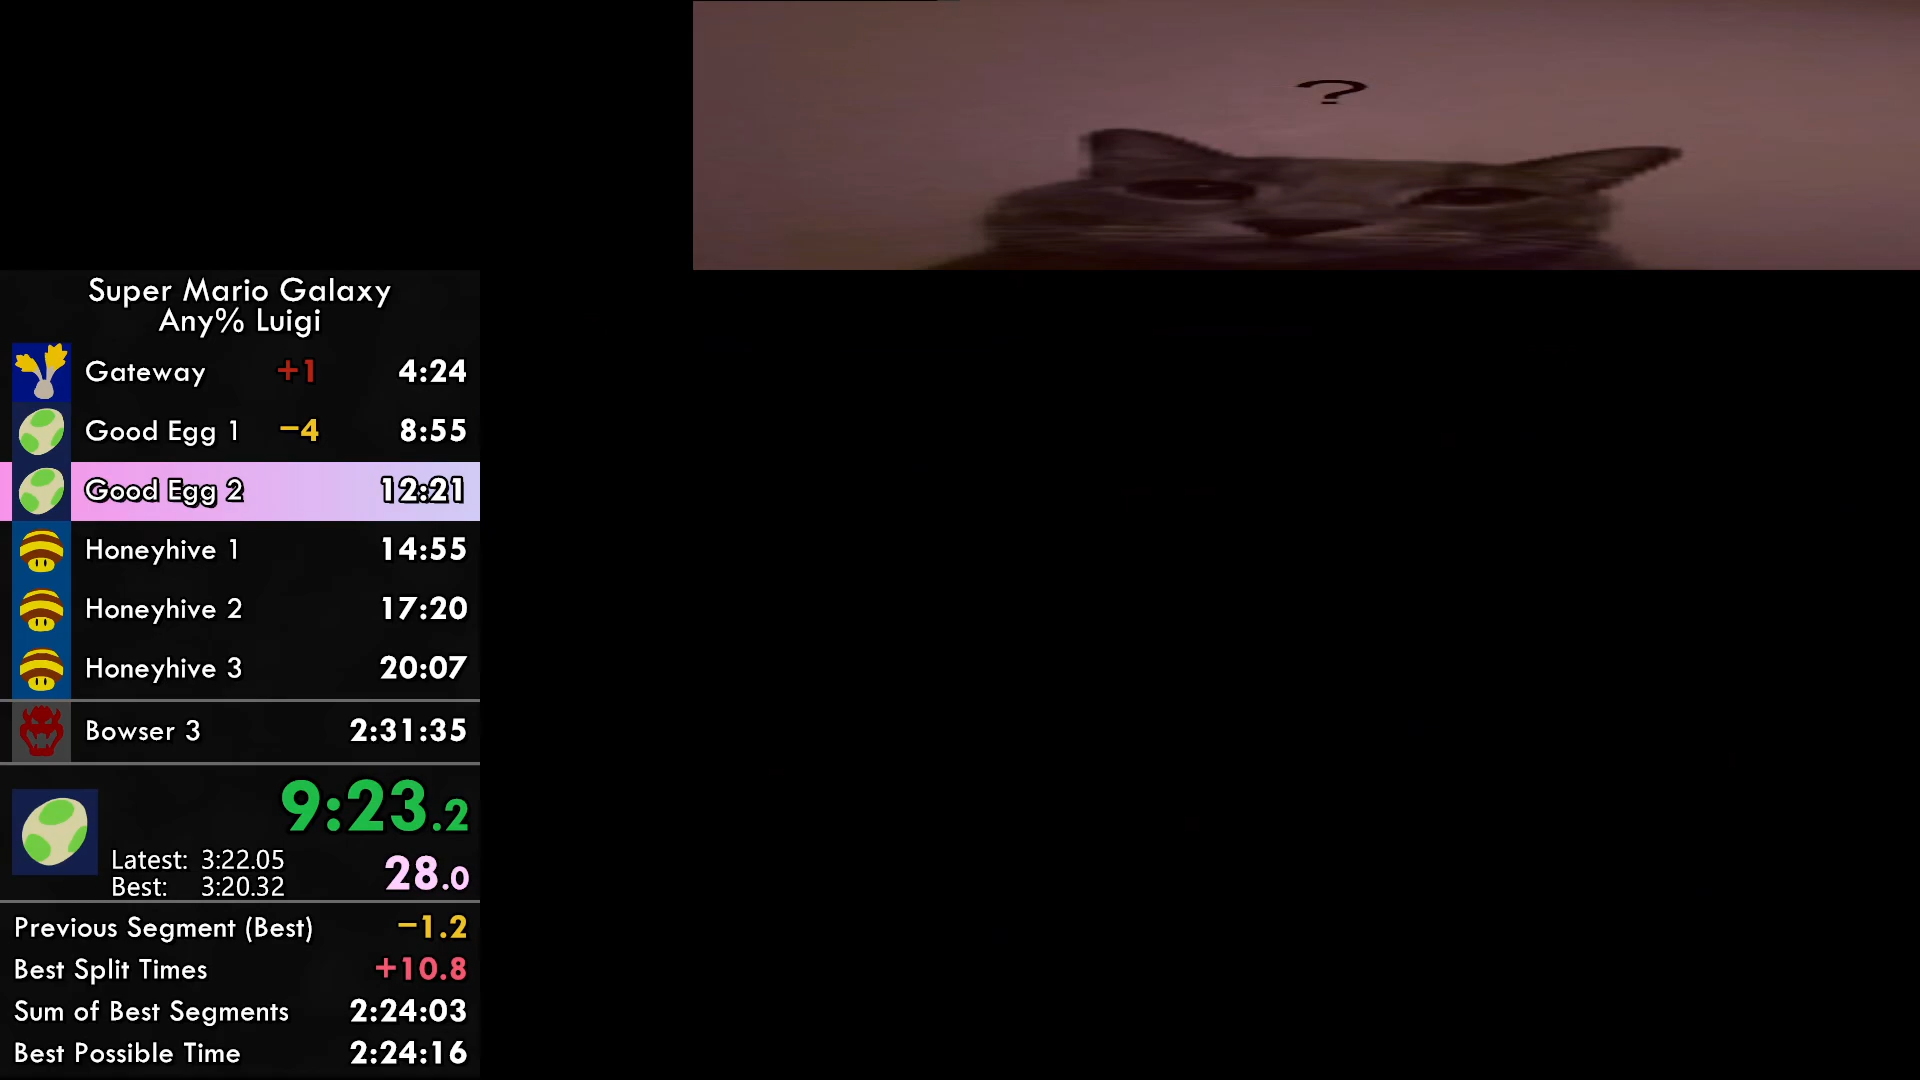 ?
Super Mario Galaxy
Any% Luigi
Gateway +1 4:24
Good Egg 1 −4 8:55
Good Egg 2 12:21
Honeyhive 1 14:55
Honeyhive 2 17:20
Honeyhive 3 20:07
Bowser 3 2:31:35
9:23.2
Latest: 3:22.05
Best: 3:20.32 28.0
Previous Segment (Best) −1.2
Best Split Times +10.8
Sum of Best Segments 2:24:03
Best Possible Time 2:24:16